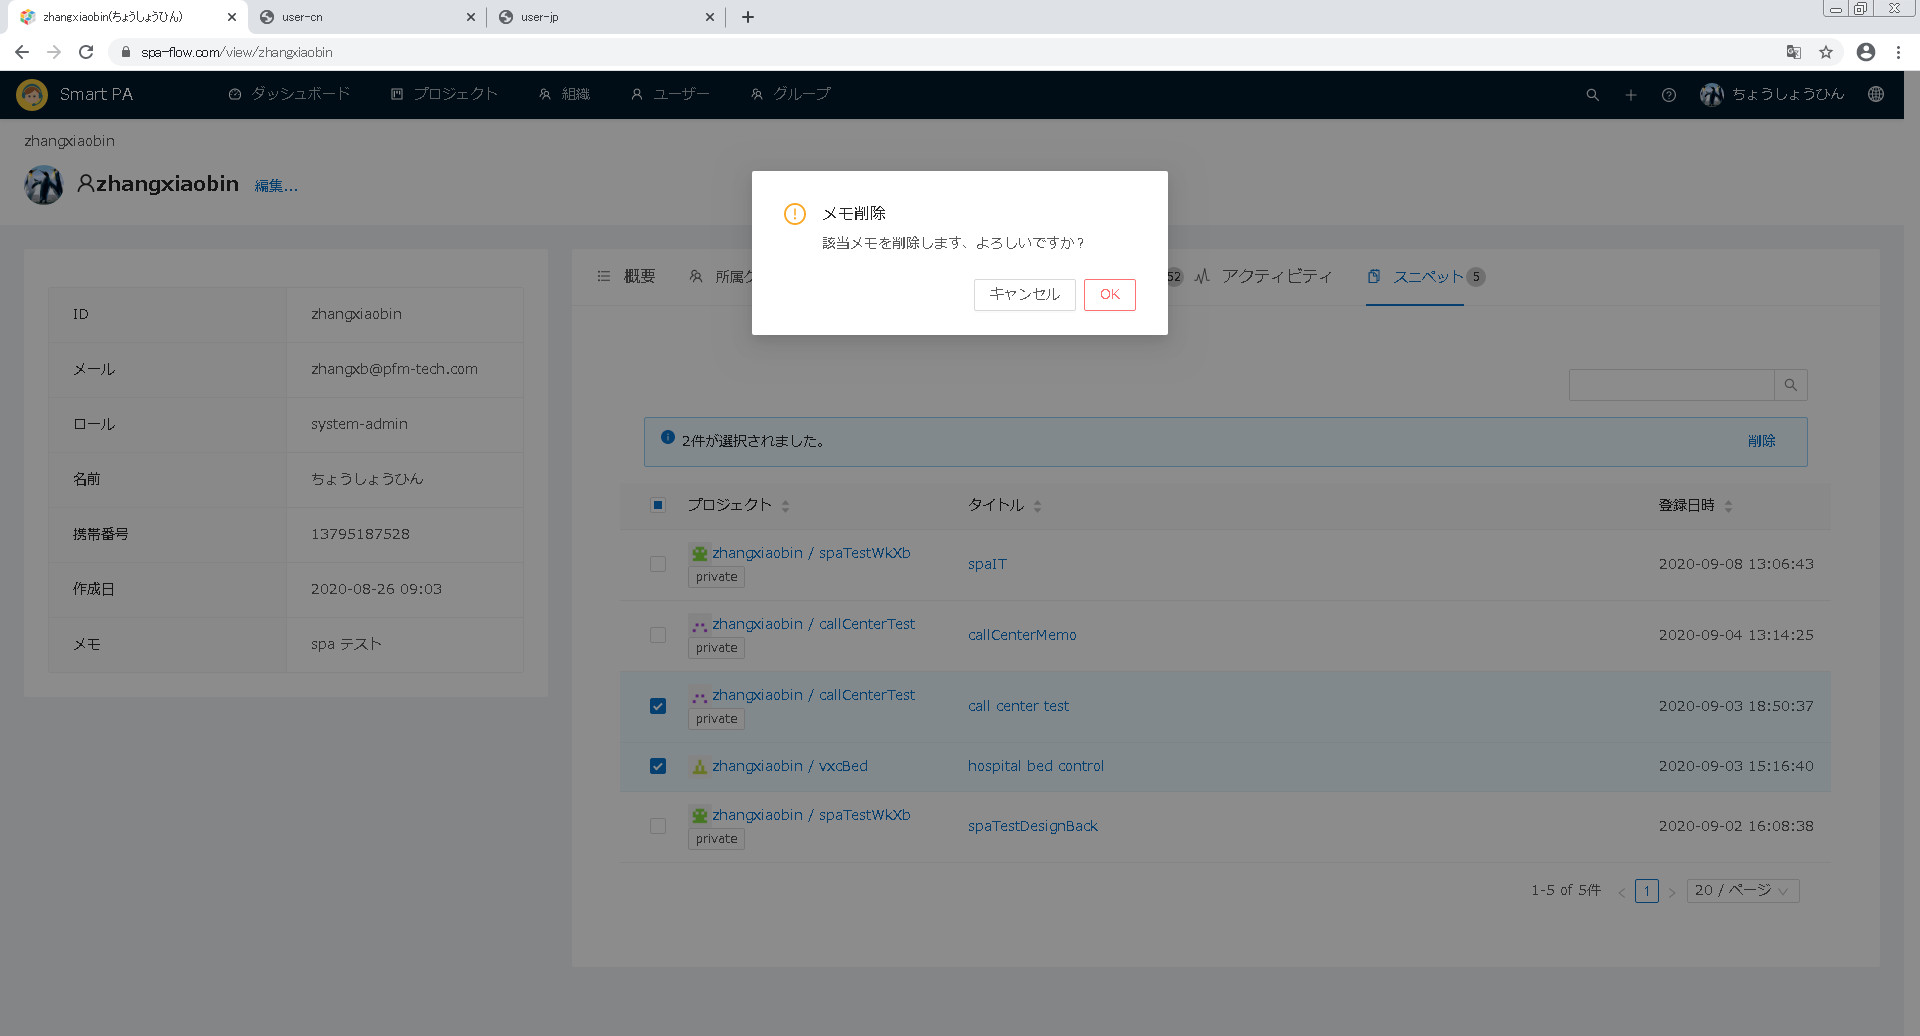 zhangxiaobin(ちょうしょうひん)
user-cn
user-jp
spa-flow.com/view/zhangxiaobin
Smart PA
ダッシュボード
プロジェクト
組織
ユーザー
グループ
ちょうしょうひん
zhangxiaobin
zhangxiaobin 編集...
メモ削除
該当メモを削除します、よろしいですか？
キャンセル
OK
ID zhangxiaobin
メール zhangxb@pfm-tech.com
ロール system-admin
名前 ちょうしょうひん
携帯番号 13795187528
作成日 2020-08-26 09:03
メモ spa テスト
概要
所属
52
アクティビティ
スニペット 5
2件が選択されました。 削除
プロジェクト タイトル 登録日時
zhangxiaobin / spaTestWkXb
private
spaIT
2020-09-08 13:06:43
zhangxiaobin / callCenterTest
private
callCenterMemo
2020-09-04 13:14:25
zhangxiaobin / callCenterTest
private
call center test
2020-09-03 18:50:37
zhangxiaobin / vxcBed
hospital bed control
2020-09-03 15:16:40
zhangxiaobin / spaTestWkXb
private
spaTestDesignBack
2020-09-02 16:08:38
1-5 of 5件 < 1 > 20 / ページ